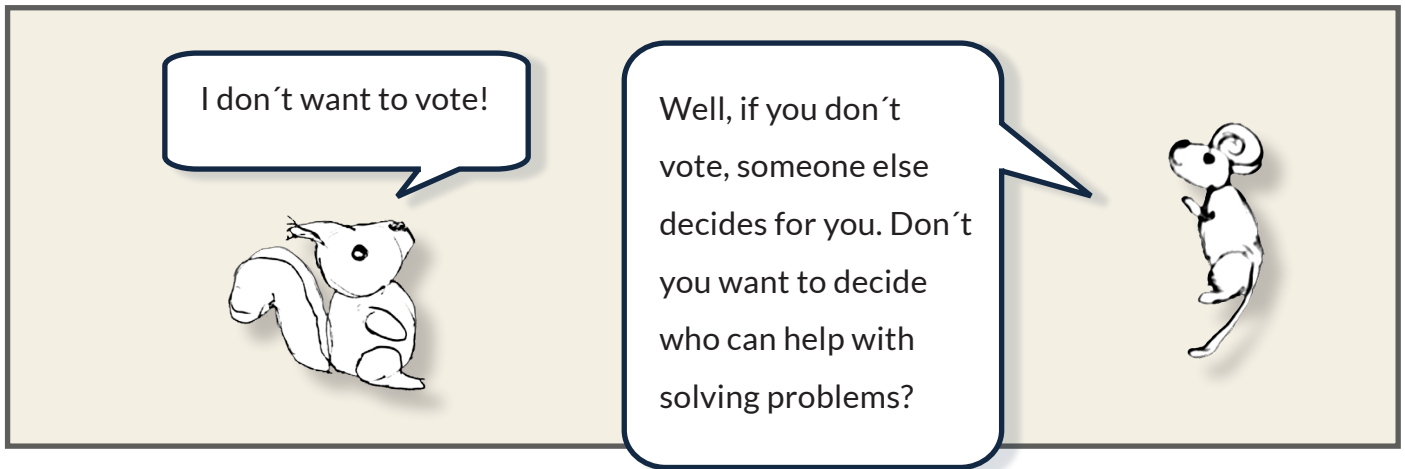 I don´t want to vote!
Well, if you don´t
vote, someone else
decides for you. Don´t
you want to decide
who can help with
solving problems?